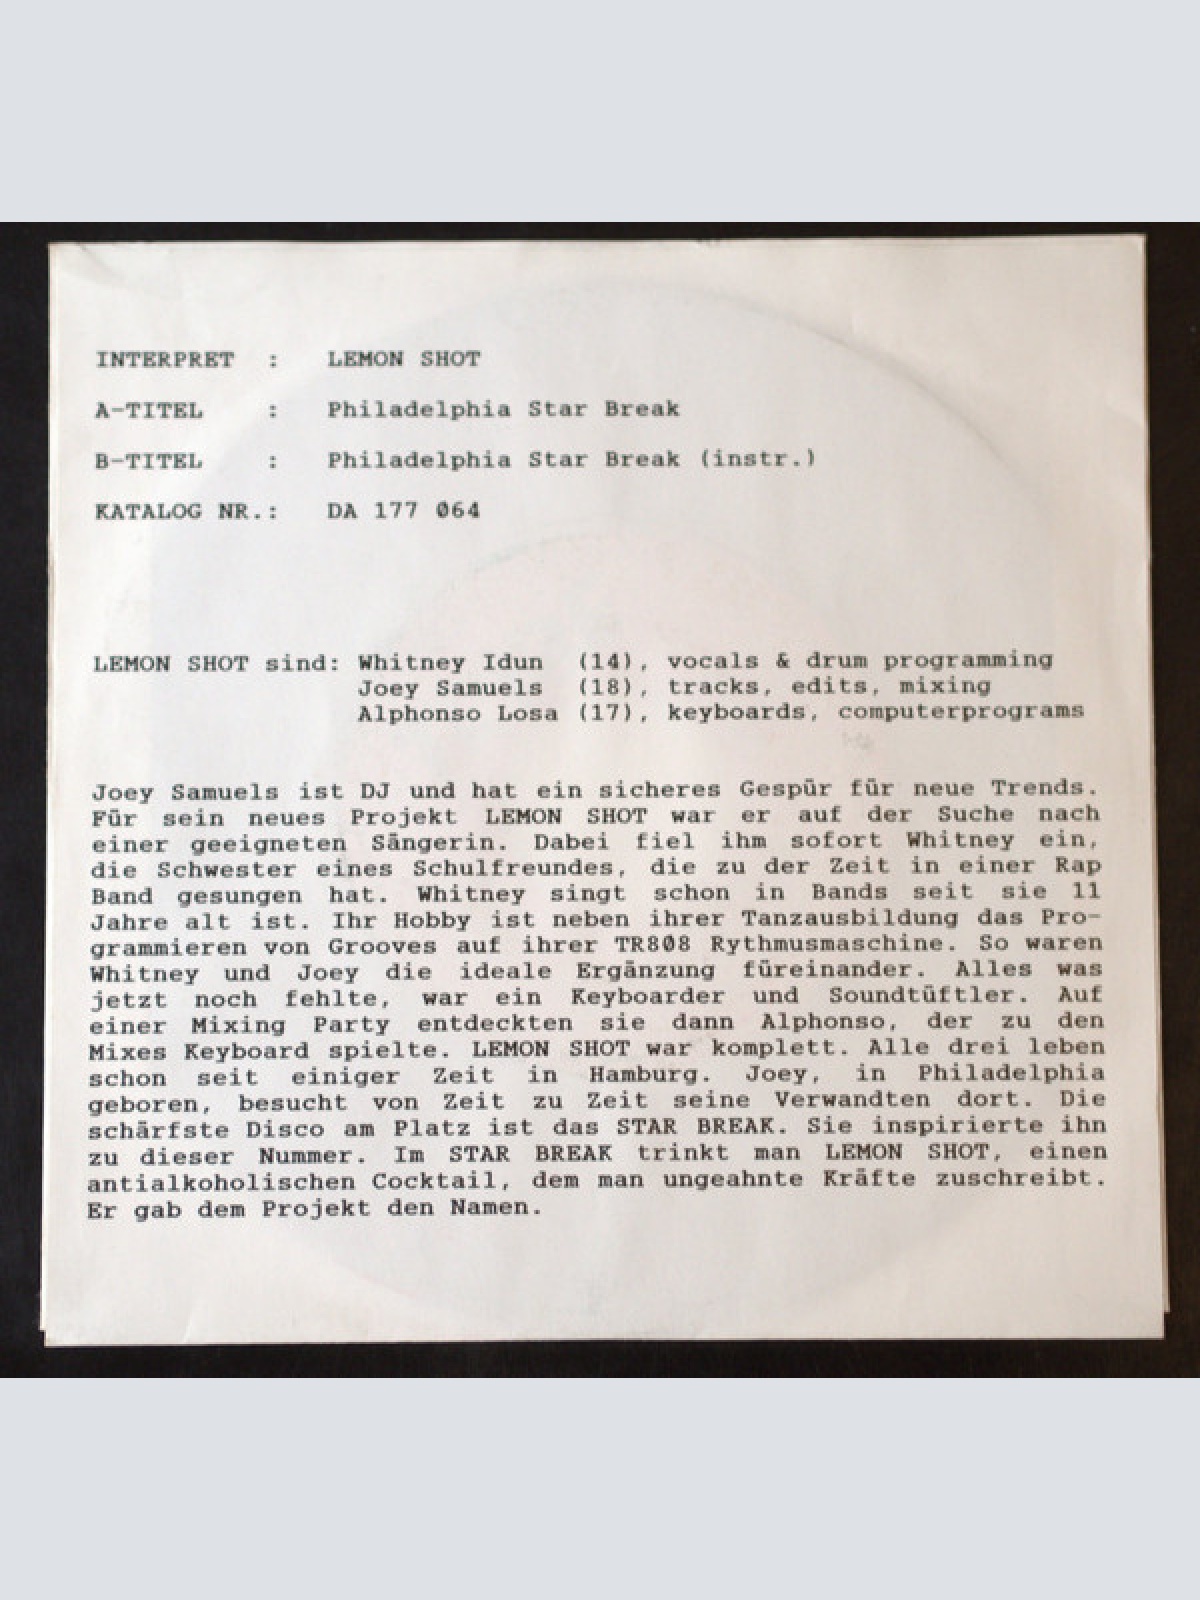 INTERPRET : LEMON SHOT
A-TITEL : Philadelphia Star Break
B-TITEL : Philadelphia Star Break (instr.)
KATALOG NR.: DA 177 064
LEMON SHOT sind: Whitney Idun (14), vocals & drum programming
Joey Samuels (18), tracks, edits, mixing
Alphonso Losa (17), keyboards, computerprograms
Joey Samuels ist DJ und hat ein sicheres Gespür für neue Trends.
Für sein neues Projekt LEMON SHOT war er auf der Suche nach
einer geeigneten Sängerin. Dabei fiel ihm sofort Whitney ein,
die Schwester eines Schulfreundes, die zu der Zeit in einer Rap
Band gesungen hat. Whitney singt schon in Bands seit sie 11
Jahre alt ist. Ihr Hobby ist neben ihrer Tanzausbildung das Pro-
grammieren von Grooves auf ihrer TR808 Rythmusmaschine. So waren
Whitney und Joey die ideale Ergänzung füreinander. Alles was
jetzt noch fehlte, war ein Keyboarder und Soundtüftler. Auf
einer Mixing Party entdeckten sie dann Alphonso, der zu den
Mixes Keyboard spielte. LEMON SHOT war komplett. Alle drei leben
schon seit einiger Zeit in Hamburg. Joey, in Philadelphia
geboren, besucht von Zeit zu Zeit seine Verwandten dort. Die
schärfste Disco am Platz ist das STAR BREAK. Sie inspirierte ihn
zu dieser Nummer. Im STAR BREAK trinkt man LEMON SHOT, einen
antialkoholischen Cocktail, dem man ungeahnte Kräfte zuschreibt.
Er gab dem Projekt den Namen.